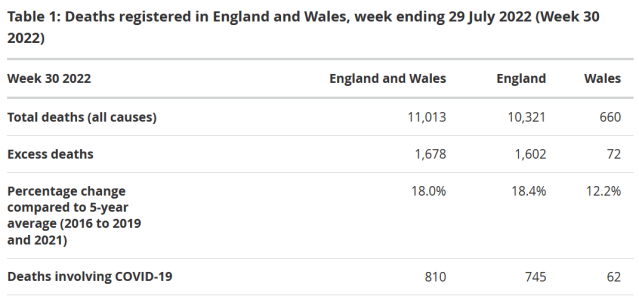 Table 1: Deaths registered in England and Wales, week ending 29 July 2022 (Week 30
2022)
Week 30 2022 England and Wales England Wales
Total deaths (all causes) 11,013 10,321 660
Excess deaths 1,678 1,602 72
Percentage change 18.0% 18.4% 12.2%
compared to 5-year
average (2016 to 2019
and 2021)
Deaths involving COVID-19 810 745 62